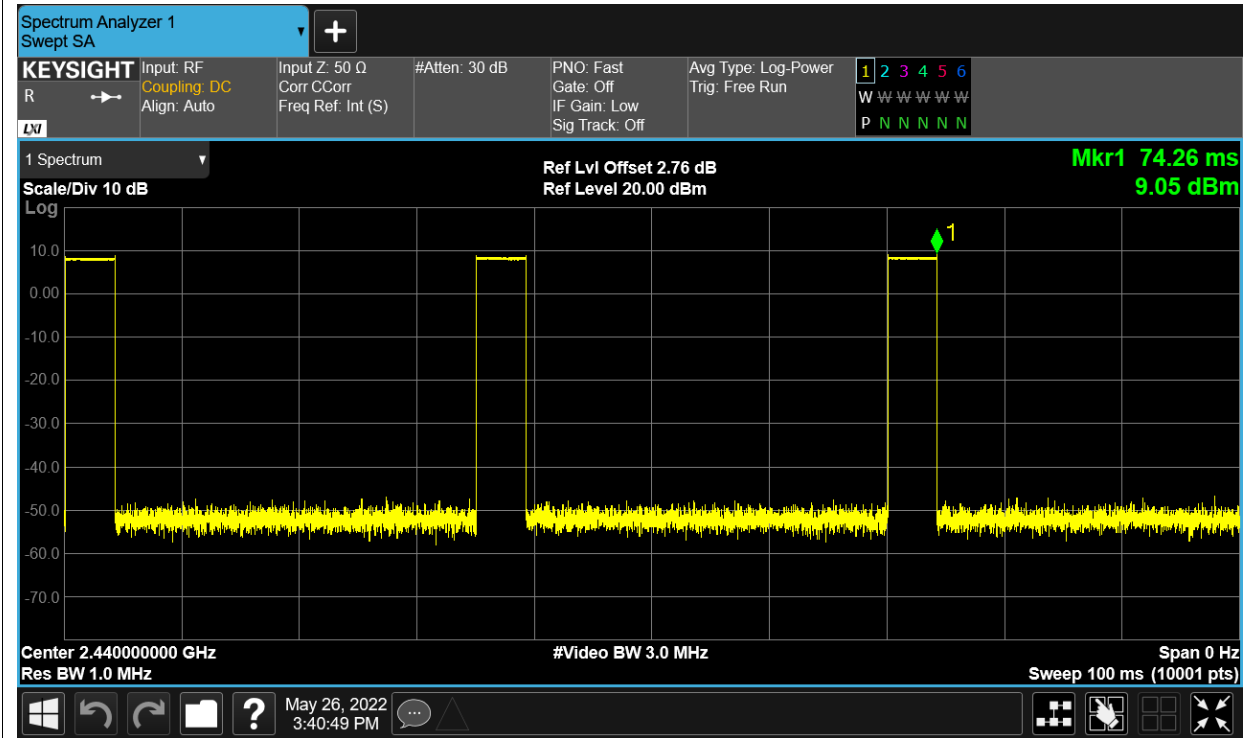 Spectrum Analyzer 1
Swept SA
+
KEYSIGHT
R
LXI
Input: RF
Coupling: DC
Align: Auto
Input Z: 50 Ω
Corr CCorr
Freq Ref: Int (S)
#Atten: 30 dB
PNO: Fast
Gate: Off
IF Gain: Low
Sig Track: Off
Avg Type: Log-Power
Trig: Free Run
1 2 3 4 5 6
W W W W W W
P N N N N N
1 Spectrum
Scale/Div 10 dB
Ref Lvl Offset 2.76 dB
Ref Level 20.00 dBm
Mkr1 74.26 ms
9.05 dBm
Log
1
10.0
0.00
-10.0
-20.0
-30.0
-40.0
-50.0
-60.0
-70.0
Center 2.440000000 GHz
Res BW 1.0 MHz
#Video BW 3.0 MHz
Span 0 Hz
Sweep 100 ms (10001 pts)
?
May 26, 2022
3:40:49 PM